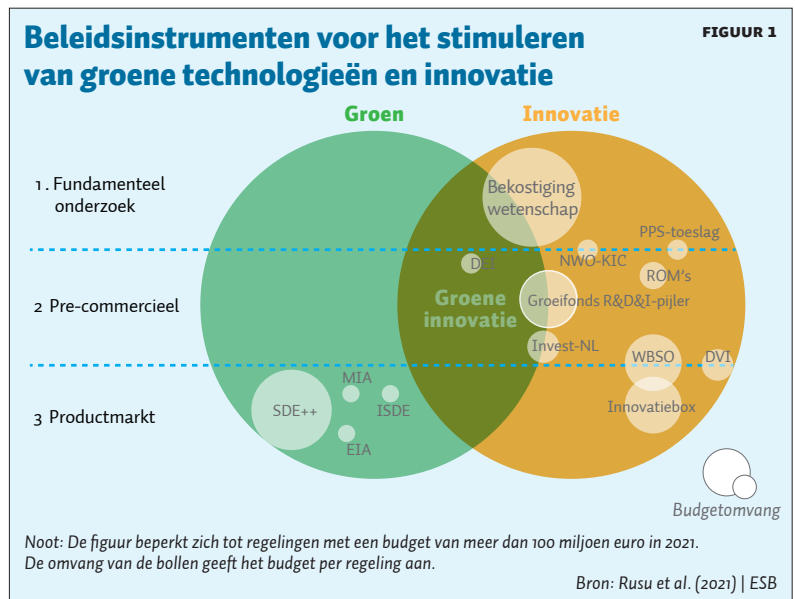 FIGUUR 1
Beleidsinstrumenten voor het stimuleren
van groene technologieën en innovatie
Groen
Innovatie
1. Fundamenteel
onderzoek
Bekostiging
wetenschap
PPS-toeslag
NWO-KIC
DEI
ROM's
2 Pre-commercieel
Groene
innovatie
Groeifonds R&D&I-pijler
Invest-NL
WBSO
DVI
MIA
SDE++
ISDE
Innovatiebox
3 Productmarkt
EIA
Budgetomvang
Noot: De figuur beperkt zich tot regelingen met een budget van meer dan 100 miljoen euro in 2021.
De omvang van de bollen geeft het budget per regeling aan.
Bron: Rusu et al. (2021) | ESB